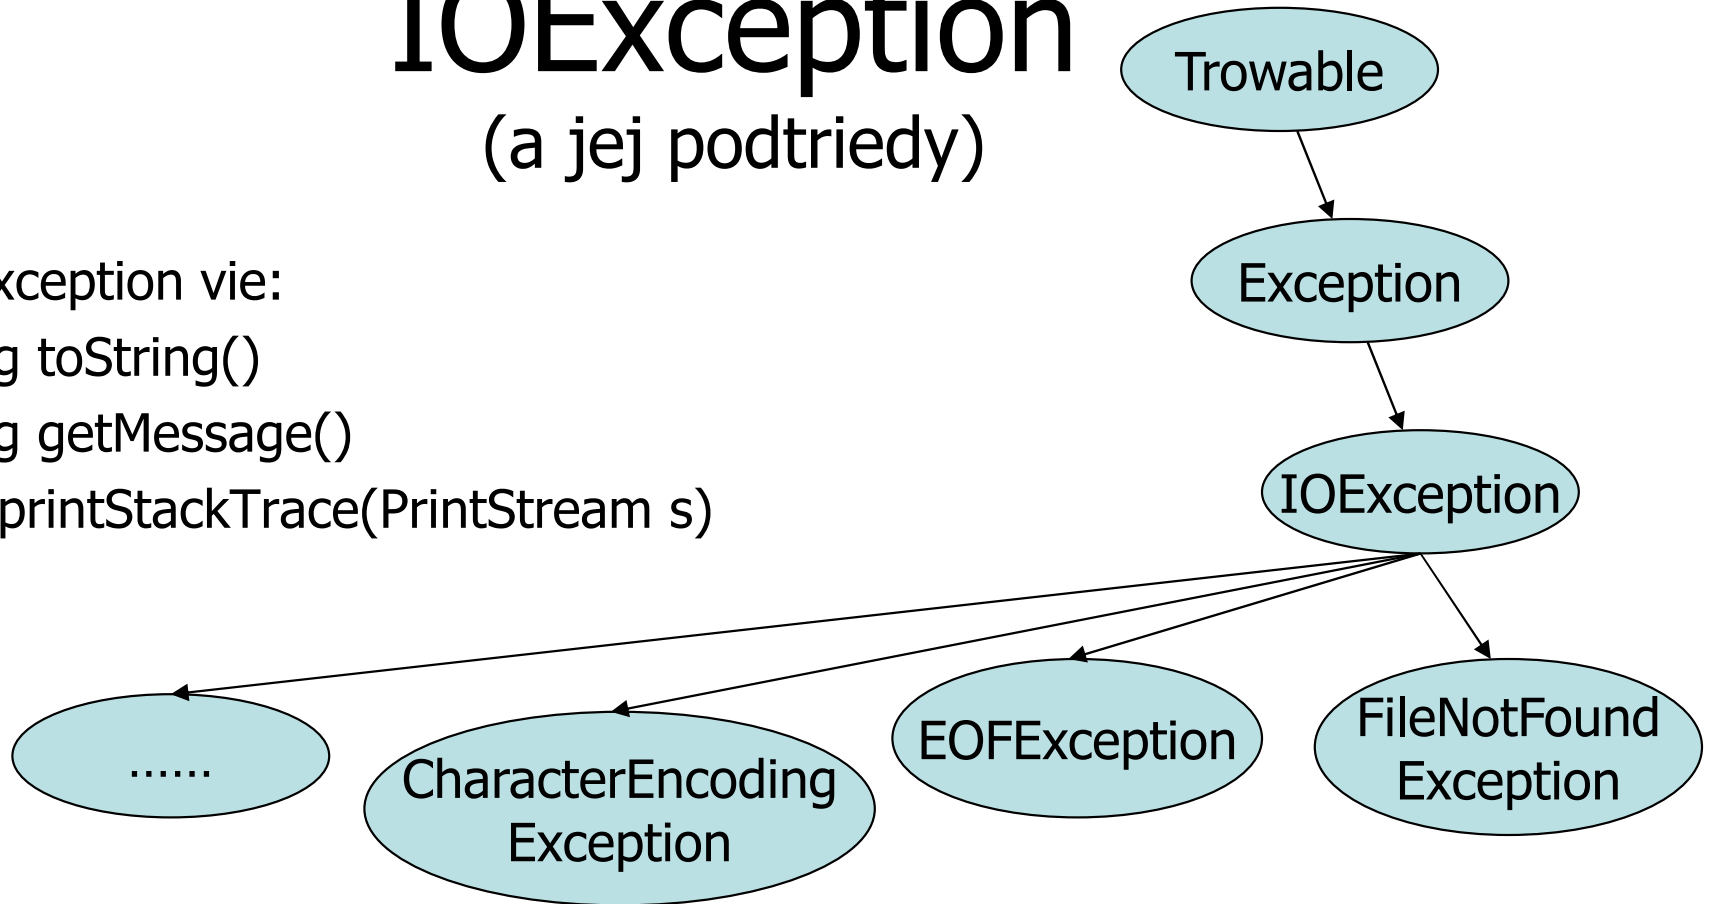 IOException
(a jej podtriedy)
xception vie:
g toString()
g getMessage()
printStackTrace(PrintStream s)
Trowable
Exception
IOException
......
CharacterEncoding
Exception
EOFException
FileNotFound
Exception